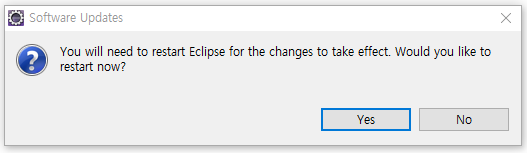 Software Updates
You will need to restart Eclipse for the changes to take effect. Would you like to
restart now?
Yes
No